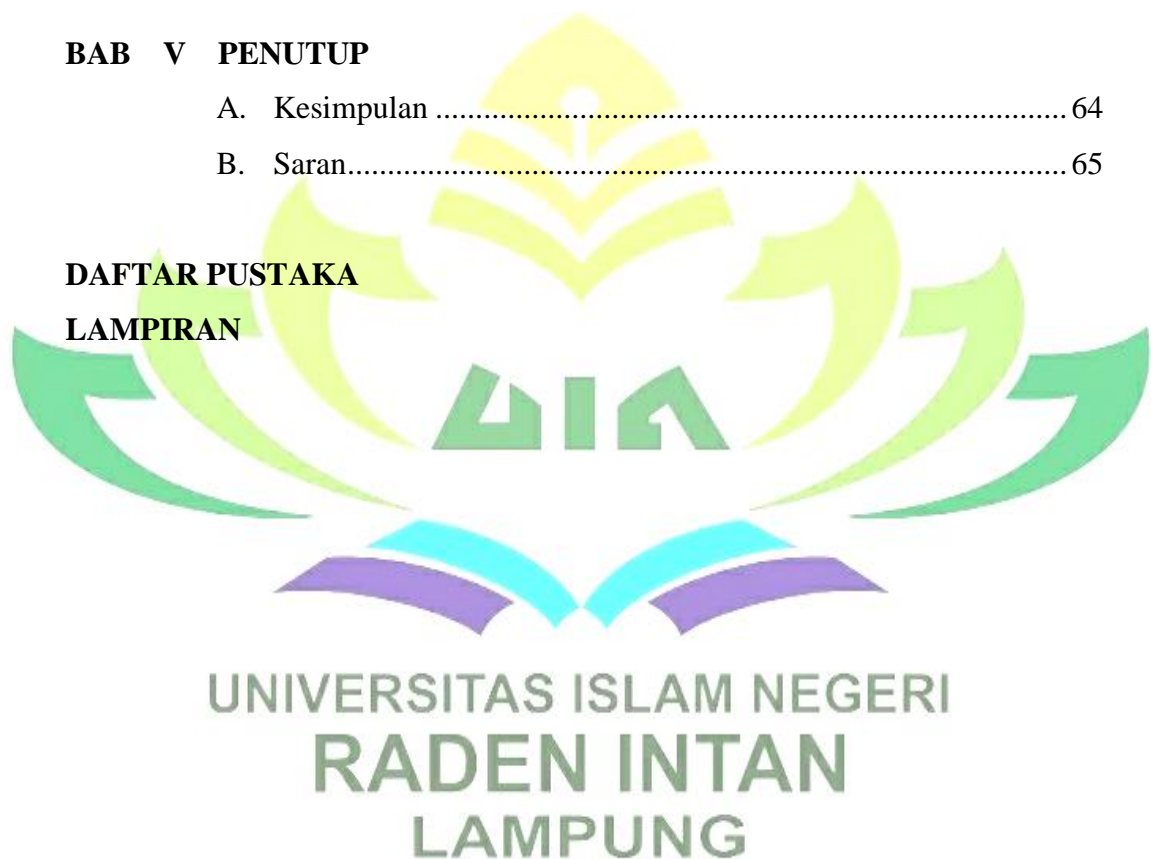 BAB V PENUTUP
A. Kesimpulan ........................................................................... 64
B. Saran...................................................................................... 65
DAFTAR PUSTAKA
LAMPIRAN
UIN
UNIVERSITAS ISLAM NEGERI
RADEN INTAN
LAMPUNG